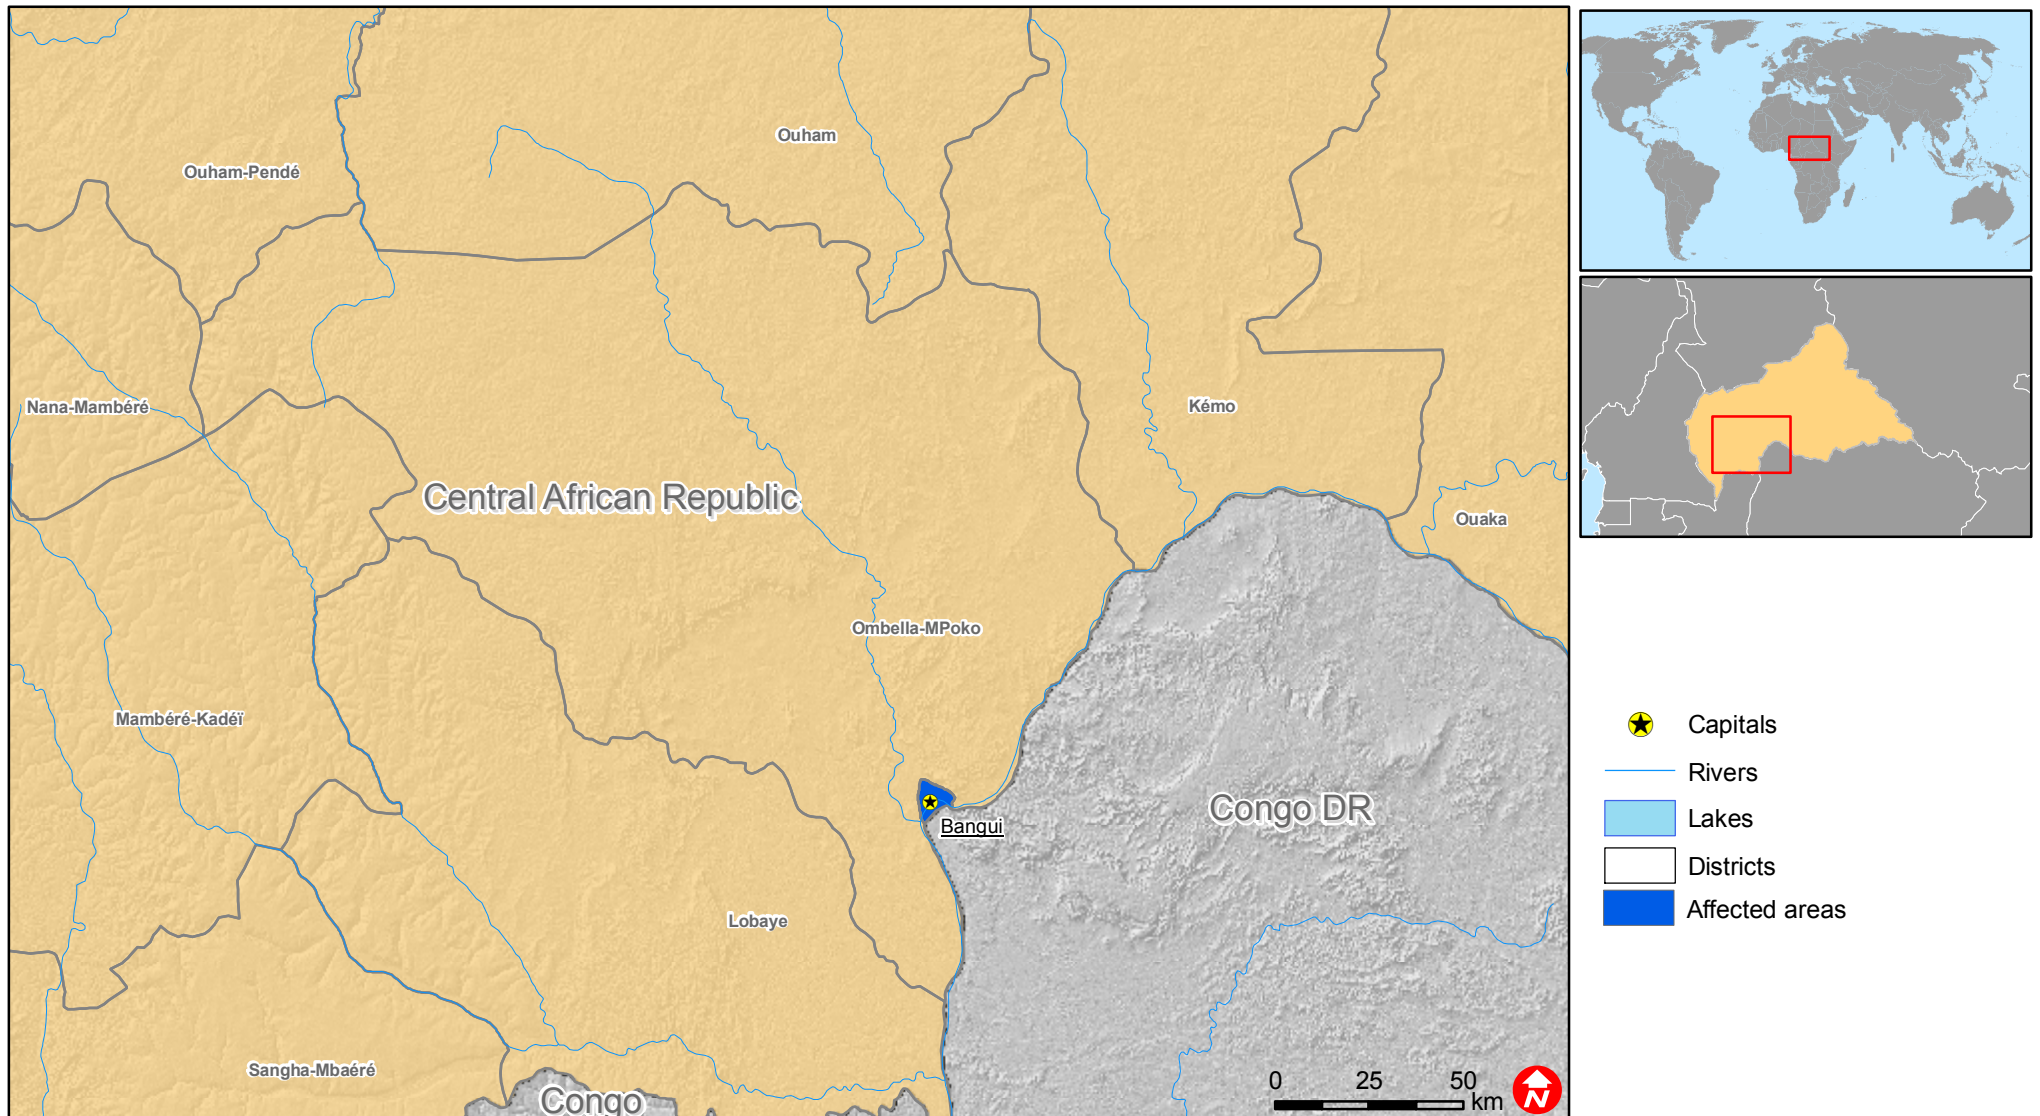 Ouham
Ouham-Pendé
Nana-Mambéré
Kémo
Central African Republic
Ouaka
Ombella-MPoko
Mambéré-Kadéï
Capitals
Rivers
Congo DR
Bangui
Lakes
Districts
Affected areas
Lobaye
Sangha-Mbaéré
Congo
0 25 50
km
N